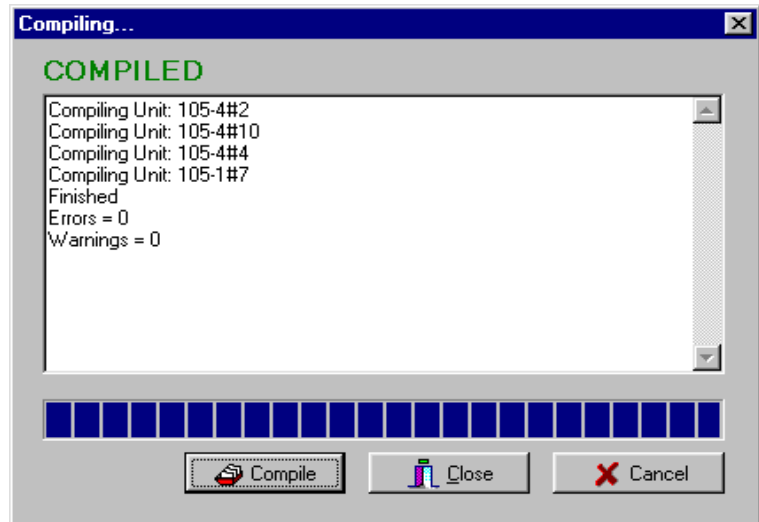 Compiling...
COMPILED
Compiling Unit: 105-4#2
Compiling Unit: 105-4#10
Compiling Unit: 105-4#4
Compiling Unit: 105-1#7
Finished
Errors = 0
Warnings = 0
Compile Close Cancel